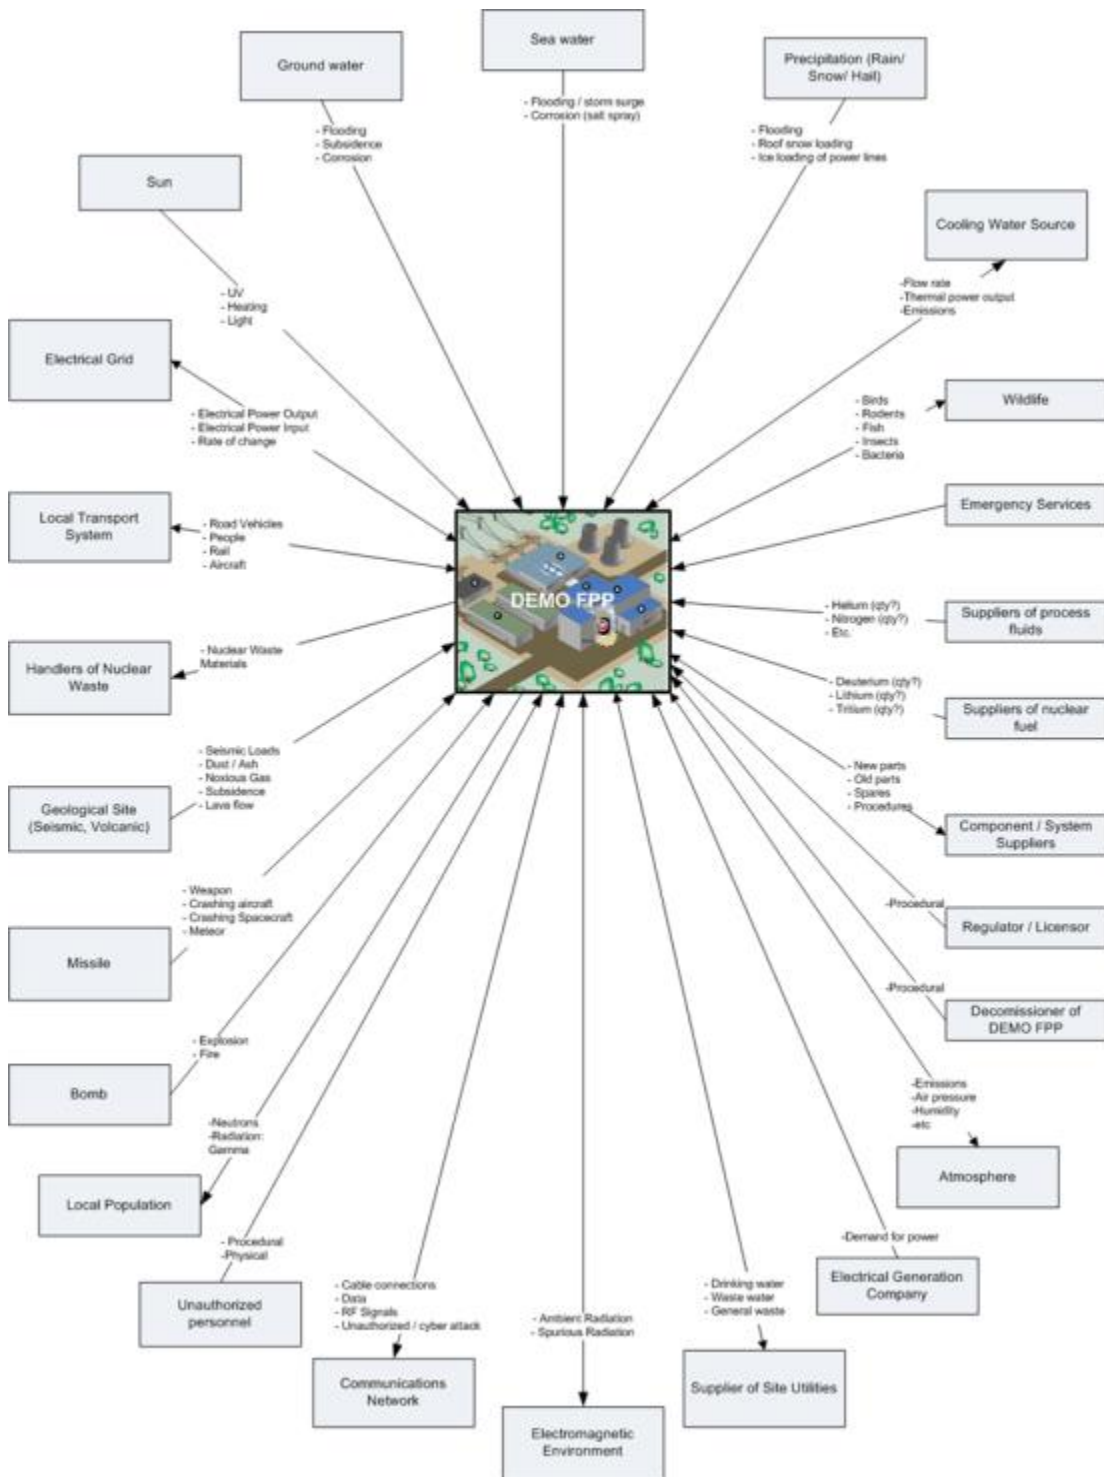 Sea water
Ground water
Precipitation (Rain/
Snow/ Hail)
- Flooding / storm surge
- Corrosion (salt spray)
- Flooding
- Subsidence
- Corrosion
- Flooding
- Roof snow loading
- Ice loading of power lines
Sun
Cooling Water Source
- UV
- Heating
- Light
-Flow rate
-Thermal power output
-Emissions
Electrical Grid
- Electrical Power Output
- Electrical Power Input
- Rate of change
Wildlife
- Birds
- Rodents
- Fish
- Insects
- Bacteria
Local Transport
System
- Road Vehicles
- People
- Rail
- Aircraft
Emergency Services
DEMO FPP
Suppliers of process
fluids
- Helium (qty?)
- Nitrogen (qty?)
- Etc.
Handlers of Nuclear
Waste
- Nuclear Waste
Materials
Suppliers of nuclear
fuel
- Deuterium (qty?)
- Lithium (qty?)
- Tritium (qty?)
Geological Site
(Seismic, Volcanic)
- Seismic Loads
- Dust / Ash
- Noxious Gas
- Subsidence
- Lava flow
- New parts
- Old parts
- Spares
- Procedures
Component / System
Suppliers
Missile
- Weapon
- Crashing aircraft
- Crashing Spacecraft
- Meteor
-Procedural
Regulator / Licensor
-Procedural
Decomissioner of
DEMO FPP
Bomb
- Explosion
- Fire
-Emissions
-Air pressure
-Humidity
-etc
Atmosphere
-Neutrons
-Radiation:
Gamma
Local Population
- Procedural
-Physical
Unauthorized
personnel
-Demand for power
Electrical Generation
Company
- Cable connections
- Data
- RF Signals
- Unauthorized / cyber attack
Communications
Network
- Ambient Radiation
- Spurious Radiation
Electromagnetic
Environment
- Drinking water
- Waste water
- General waste
Supplier of Site Utilities